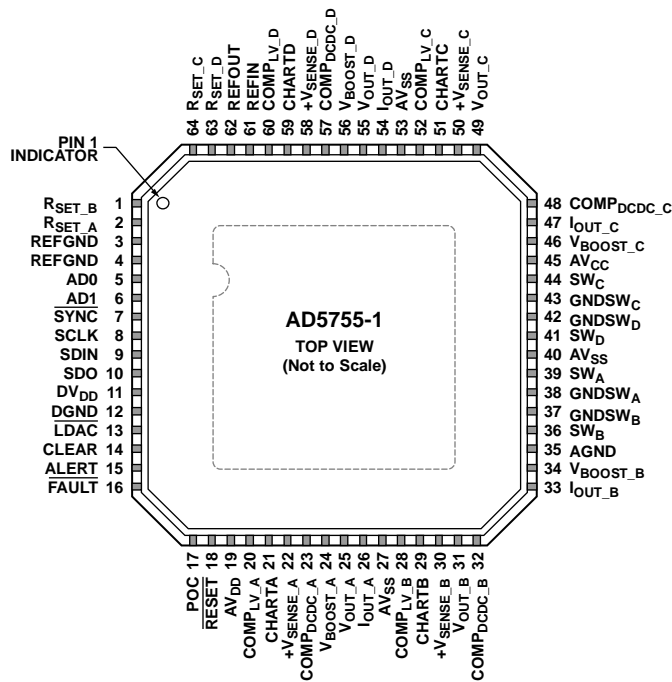 R_SET_C 64
R_SET_D 63
REFOUT 62
REFIN 61
COMP_LV_D 60
CHARTD 59
+V_SENSE_D 58
COMP_DCDC_D 57
V_BOOST_D 56
V_OUT_D 55
I_OUT_D 54
AV_SS 53
COMP_LV_C 52
CHARTC 51
+V_SENSE_C 50
V_OUT_C 49
PIN 1
INDICATOR
R_SET_B 1
R_SET_A 2
REFGND 3
REFGND 4
AD0 5
AD1 6
SYNC 7
SCLK 8
SDIN 9
SDO 10
DV_DD 11
DGND 12
LDAC 13
CLEAR 14
ALERT 15
FAULT 16
AD5755-1
TOP VIEW
(Not to Scale)
48 COMP_DCDC_C
47 I_OUT_C
46 V_BOOST_C
45 AV_CC
44 SW_C
43 GNDSW_C
42 GNDSW_D
41 SW_D
40 AV_SS
39 SW_A
38 GNDSW_A
37 GNDSW_B
36 SW_B
35 AGND
34 V_BOOST_B
33 I_OUT_B
POC 17
RESET 18
AV_DD 19
COMP_LV_A 20
CHARTA 21
+V_SENSE_A 22
COMP_DCDC_A 23
V_BOOST_A 24
V_OUT_A 25
I_OUT_A 26
AV_SS 27
COMP_LV_B 28
CHARTB 29
+V_SENSE_B 30
V_OUT_B 31
COMP_DCDC_B 32